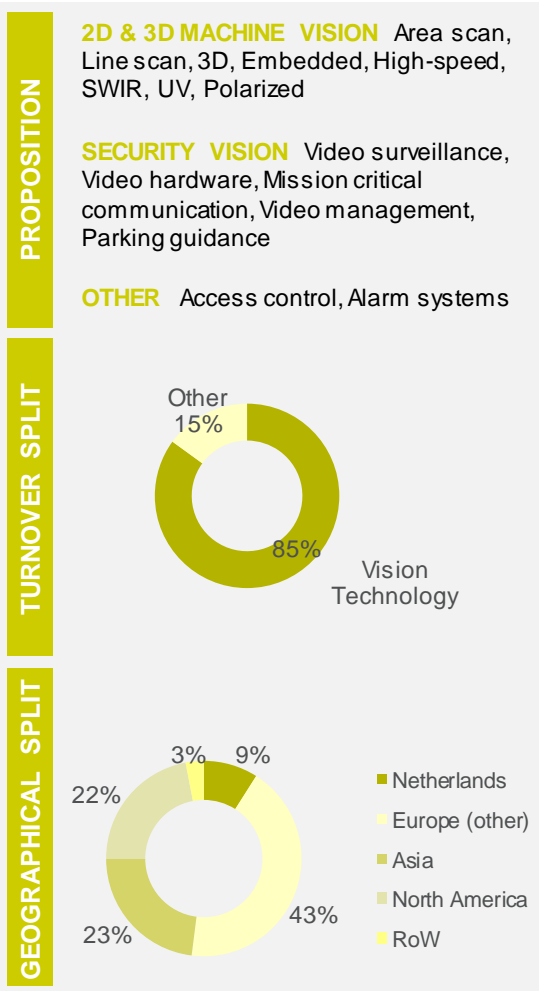 PROPOSITION
2D & 3D MACHINE VISION Area scan,
Line scan, 3D, Embedded, High-speed,
SWIR, UV, Polarized
SECURITY VISION Video surveillance,
Video hardware, Mission critical
communication, Video management,
Parking guidance
OTHER Access control, Alarm systems
TURNOVER SPLIT
Other
15%
85%
Vision
Technology
GEOGRAPHICAL SPLIT
3%
9%
22%
23%
43%
Netherlands
Europe (other)
Asia
North America
RoW